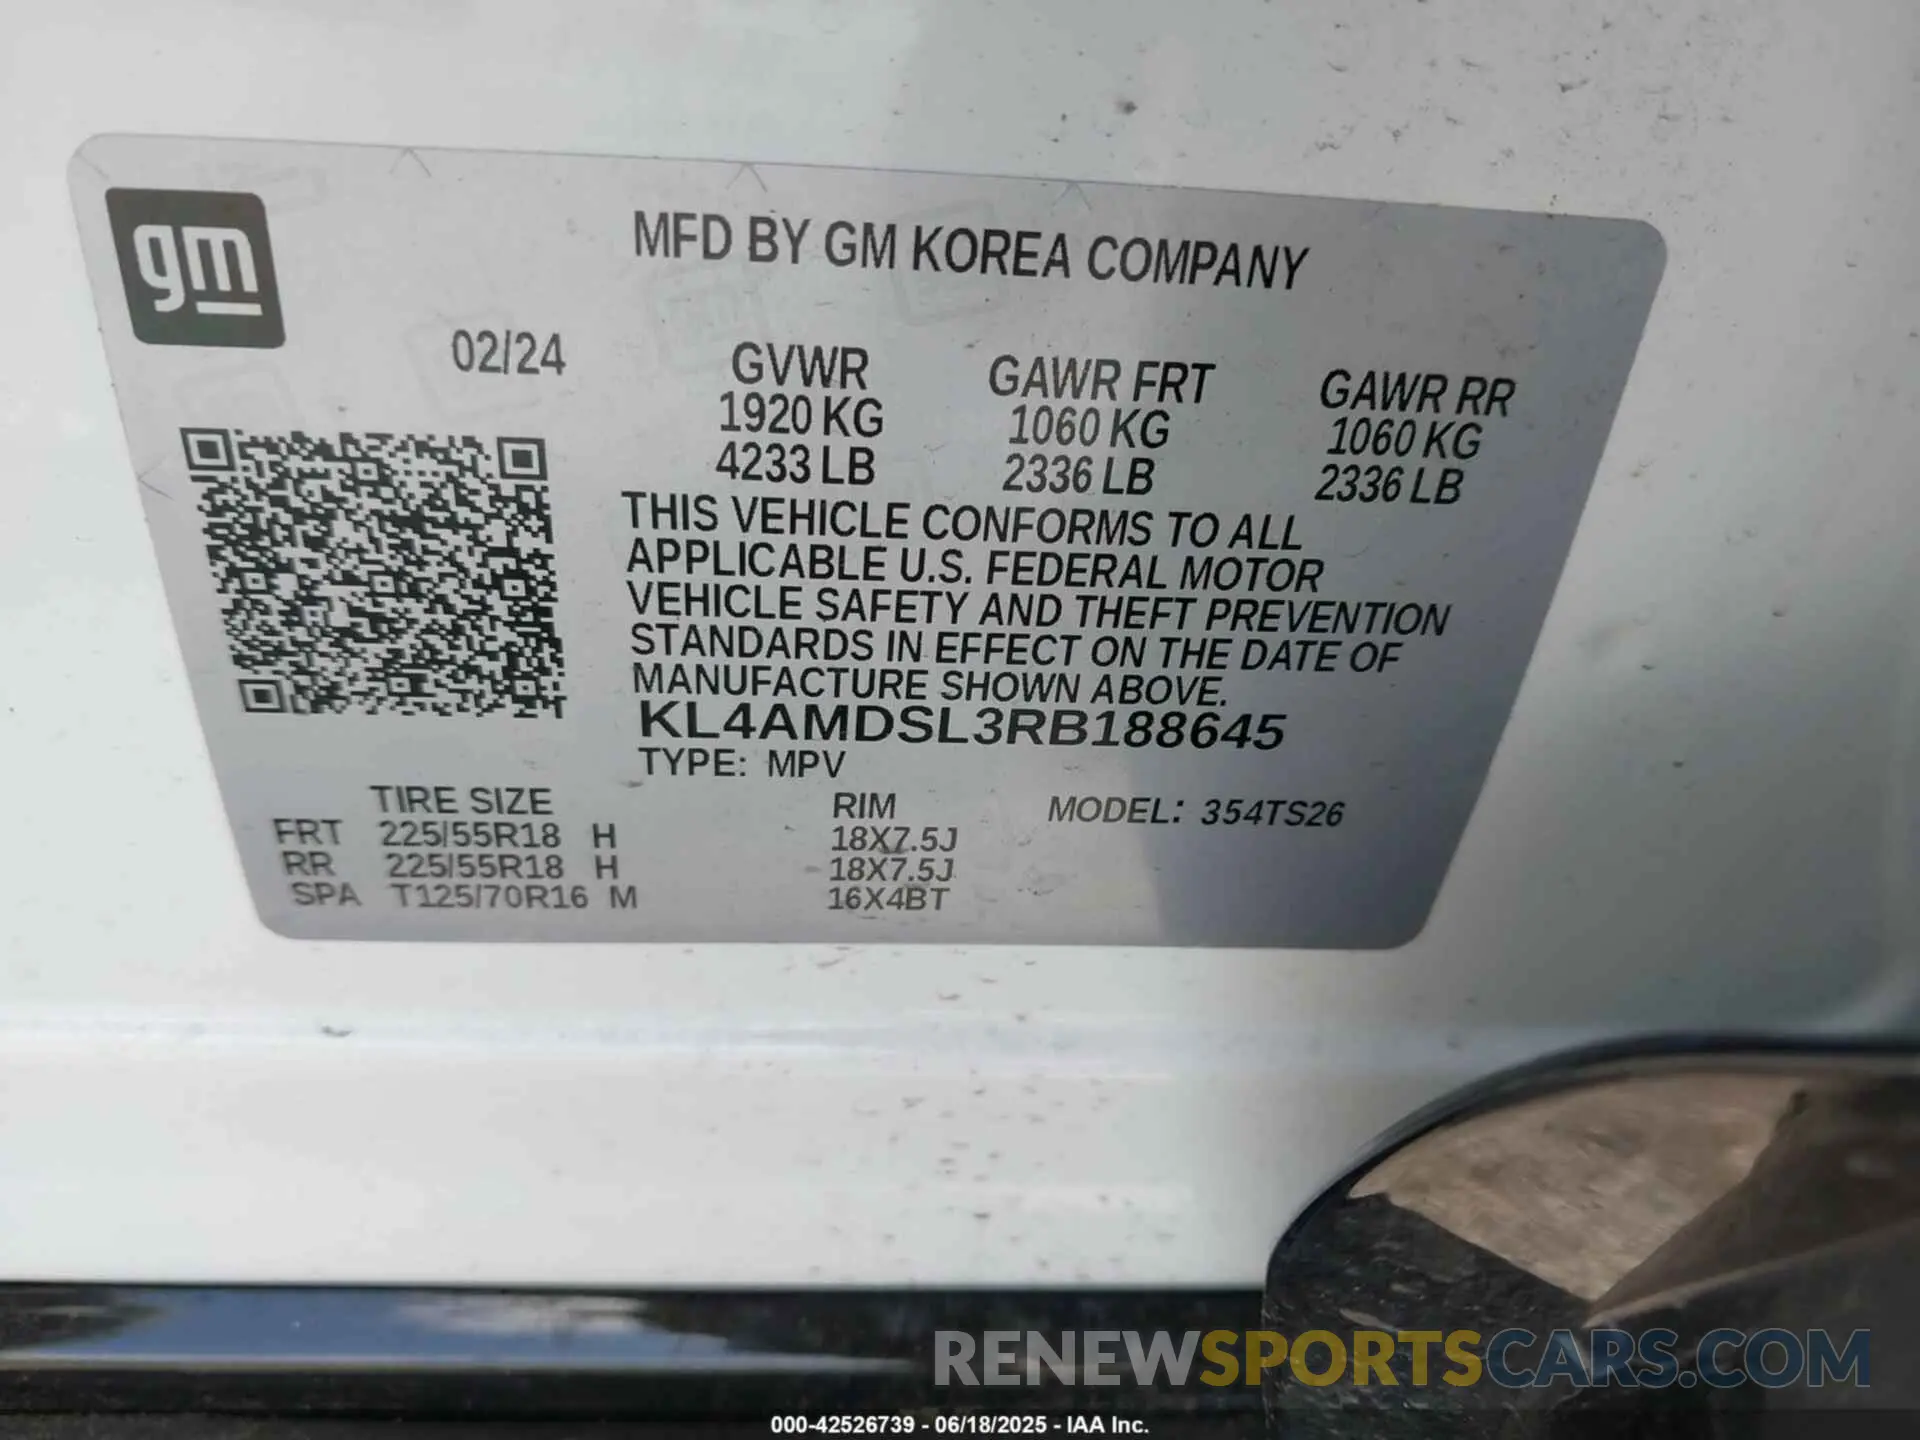 gm
MFD BY GM KOREA COMPANY
02/24
GVWR GAWR FRT GAWR RR
1920 KG 1060 KG 1060 KG
4233 LB 2336 LB 2336 LB
THIS VEHICLE CONFORMS TO ALL
APPLICABLE U.S. FEDERAL MOTOR
VEHICLE SAFETY AND THEFT PREVENTION
STANDARDS IN EFFECT ON THE DATE OF
MANUFACTURE SHOWN ABOVE.
KL4AMDSL3RB188645
TYPE: MPV
TIRE SIZE RIM MODEL: 354TS26
FRT 225/55R18 H 18X7.5J
RR 225/55R18 H 18X7.5J
SPA T125/70R16 M 16X4BT
RENEWSPORTSCARS.COM
000-42526739 - 06/18/2025 - IAA Inc.